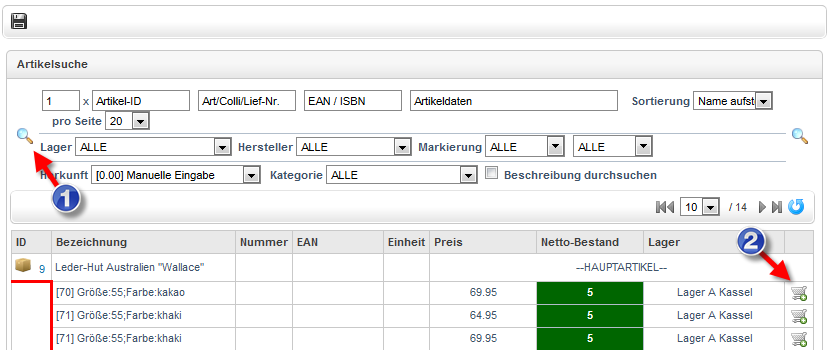 Artikelsuche
1 x Artikel-ID Art/Colli/Lief-Nr. EAN / ISBN Artikeldaten Sortierung Name aufst
pro Seite 20
Lager ALLE Hersteller ALLE Markierung ALLE ALLE
Herkunft [0.00] Manuelle Eingabe Kategorie ALLE Beschreibung durchsuchen
1
10 / 14
2
ID Bezeichnung Nummer EAN Einheit Preis Netto-Bestand Lager
9 Leder-Hut Australien "Wallace" --HAUPTARTIKEL--
[70] Größe:55;Farbe:kakao 69.95 5 Lager A Kassel
[71] Größe:55;Farbe:khaki 64.95 5 Lager A Kassel
[71] Größe:55;Farbe:khaki 69.95 5 Lager A Kassel